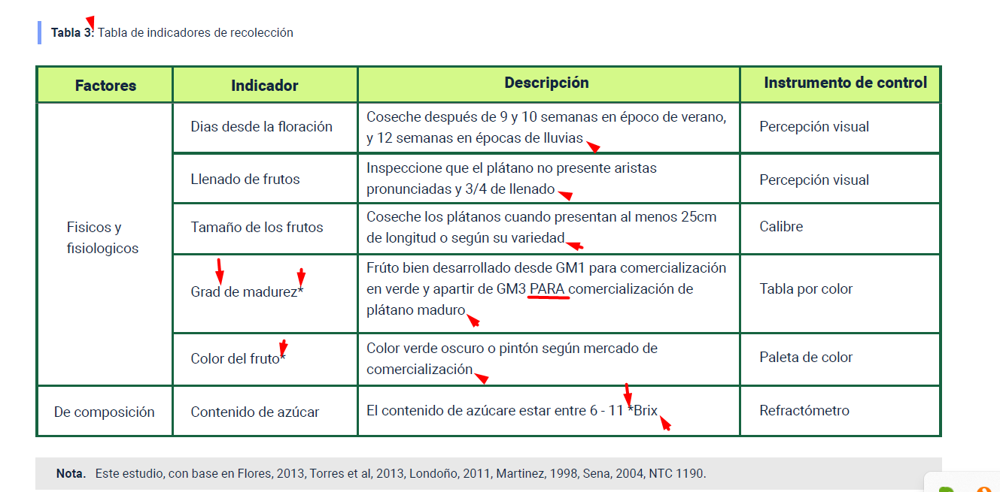 Tabla 3: Tabla de indicadores de recolección
Factores
Indicador
Descripción
Instrumento de control
Fisicos y
fisiologicos
Dias desde la floración
Coseche después de 9 y 10 semanas en époco de verano,
y 12 semanas en épocas de lluvias
Percepción visual
Llenado de frutos
Inspeccione que el plátano no presente aristas
pronunciadas y 3/4 de llenado
Percepción visual
Tamaño de los frutos
Coseche los plátanos cuando presentan al menos 25cm
de longitud o según su variedad
Calibre
Grad de madurez*
Frúto bien desarrollado desde GM1 para comercialización
en verde y apartir de GM3 PARA comercialización de
plátano maduro
Tabla por color
Color del fruto*
Color verde oscuro o pintón según mercado de
comercialización
Paleta de color
De composición
Contenido de azúcar
El contenido de azúcare estar entre 6 - 11 *Brix
Refractómetro
Nota. Este estudio, con base en Flores, 2013, Torres et al, 2013, Londoño, 2011, Martinez, 1998, Sena, 2004, NTC 1190.